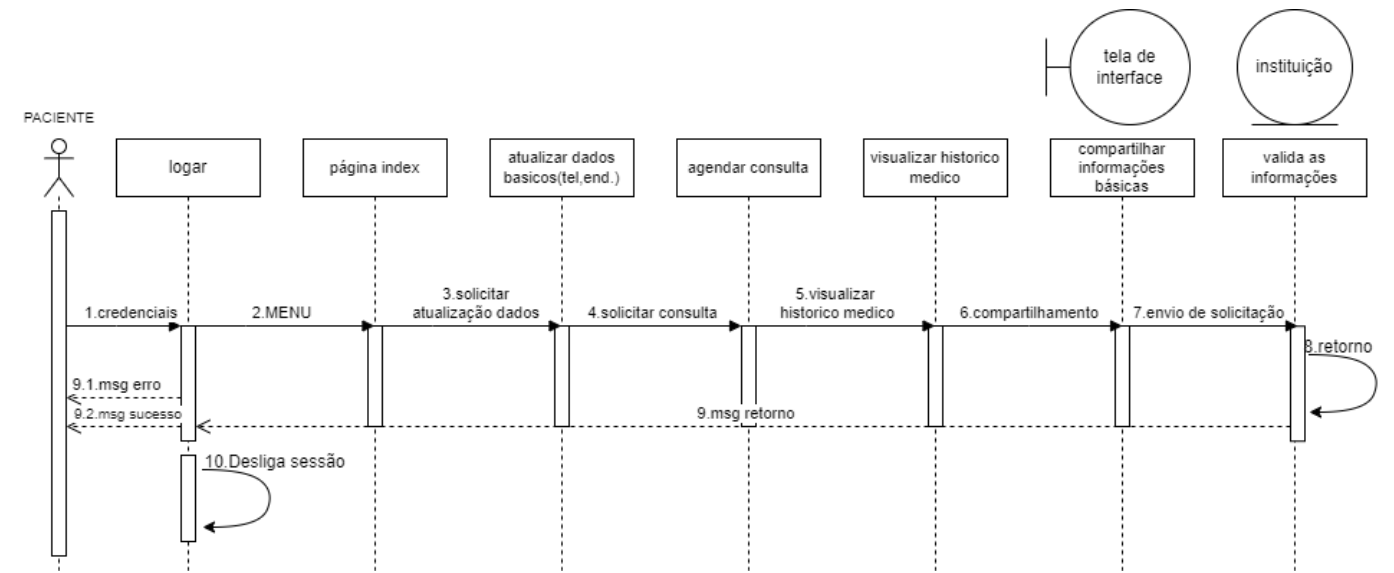 tela de
interface
instituição
PACIENTE
logar
página index
atualizar dados
basicos(tel,end.)
agendar consulta
visualizar historico
medico
compartilhar
informações
básicas
valida as
informações
1.credenciais
2.MENU
3.solicitar
atualização dados
4.solicitar consulta
5.visualizar
historico medico
6.compartilhamento
7.envio de solicitação
8.retorno
9.1.msg erro
9.2.msg sucesso
9.msg retorno
10.Desliga sessão